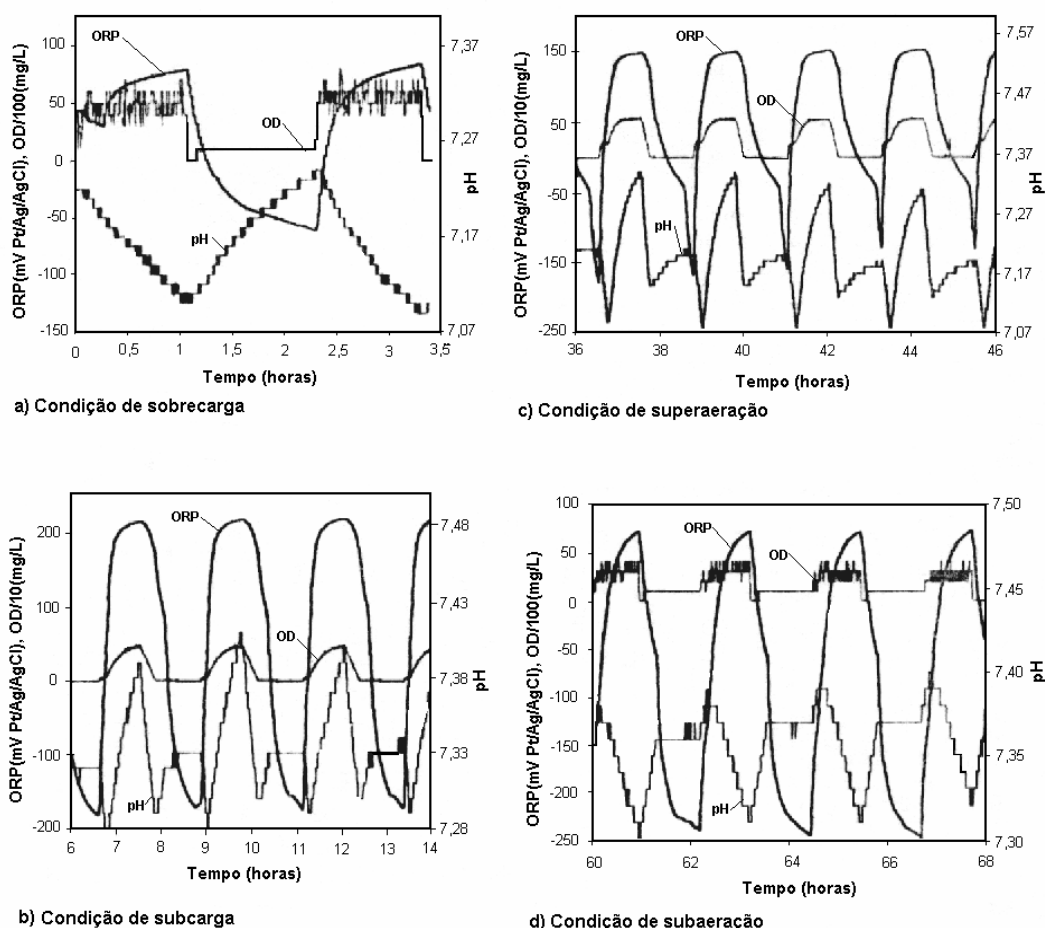 ORP(mV Pt/Ag/AgCl), OD/100(mg/L)
100
50
0
-50
-100
-150
ORP
OD
pH
7,37
7,27
7,17
7,07
pH
0
0,5
1
1,5
2
2,5
3
3,5
Tempo (horas)
a) Condição de sobrecarga
ORP(mV Pt/Ag/AgCl), OD/10(mg/L)
150
50
-50
-150
-250
ORP
OD
pH
7,57
7,47
7,37
7,27
7,17
7,07
pH
36
38
40
42
44
46
Tempo (horas)
c) Condição de superaeração
ORP(mV Pt/Ag/AgCl), OD/10(mg/L)
200
100
0
-100
-200
ORP
OD
pH
7,48
7,43
7,38
7,33
7,28
pH
6
7
8
9
10
11
12
13
14
Tempo (horas)
b) Condição de subcarga
ORP(mV Pt/Ag/AgCl), OD/100(mg/L)
100
50
0
-50
-100
-150
-200
-250
ORP
OD
pH
7,50
7,45
7,40
7,35
7,30
pH
60
62
64
66
68
Tempo (horas)
d) Condição de subaeração